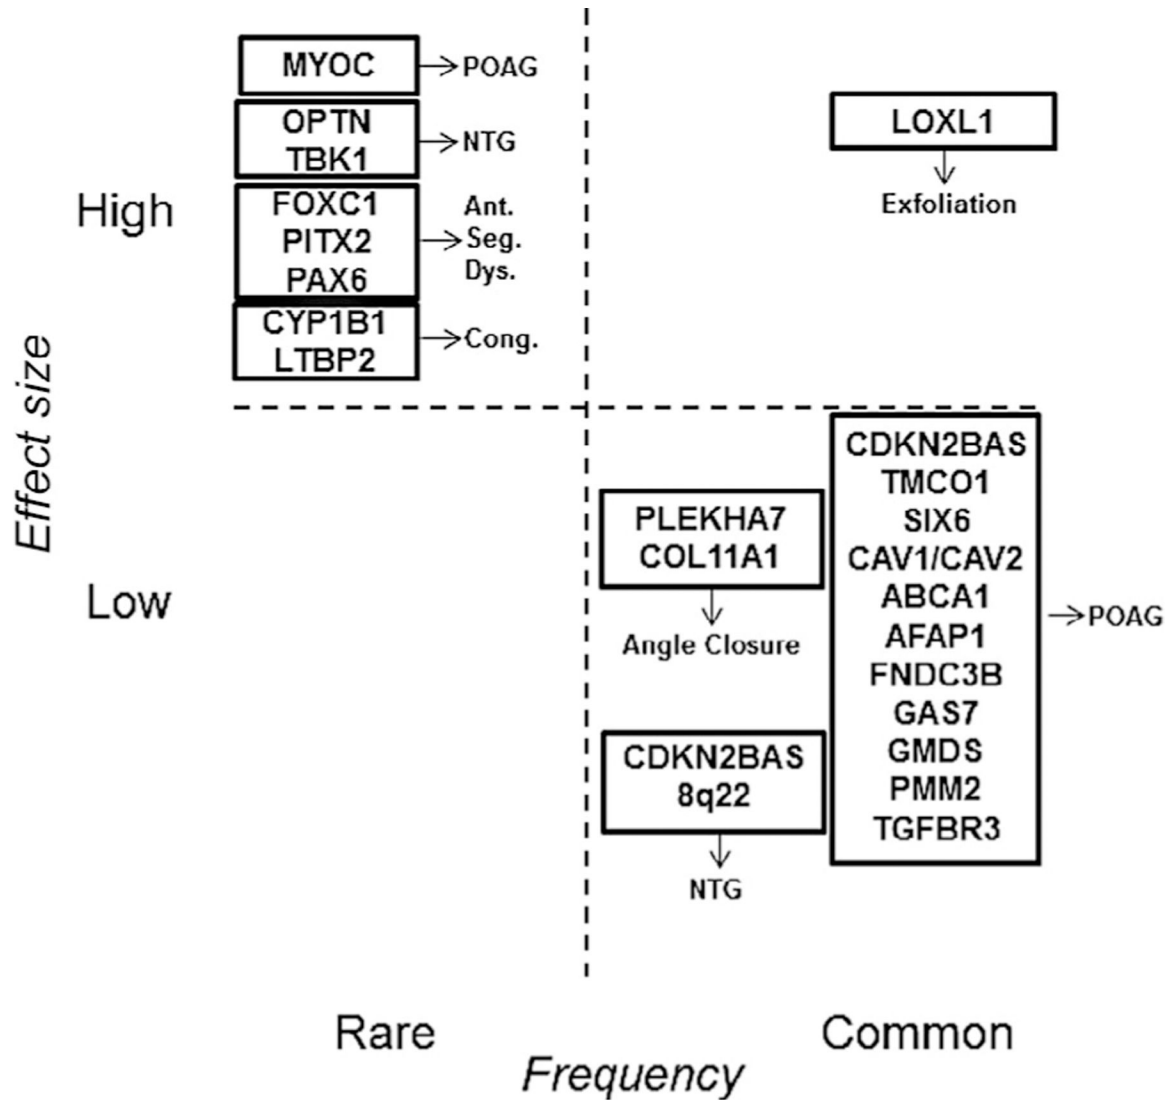 MYOC
POAG
OPTN
TBK1
NTG
FOXC1
PITX2
PAX6
Ant.
Seg.
Dys.
CYP1B1
LTBP2
Cong.
LOXL1
Exfoliation
High
Effect size
Low
PLEKHA7
COL11A1
Angle Closure
CDKN2BAS
8q22
NTG
CDKN2BAS
TMCO1
SIX6
CAV1/CAV2
ABCA1
AFAP1
FNDC3B
GAS7
GMDS
PMM2
TGFBR3
POAG
Rare
Common
Frequency